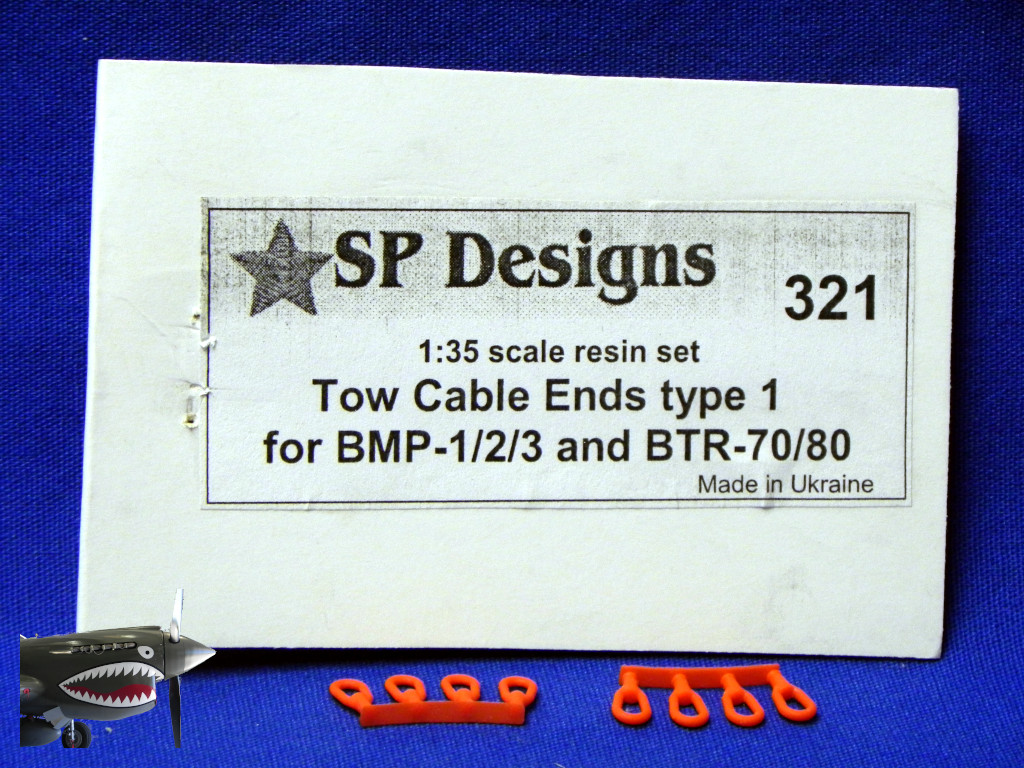 SP Designs
321
1:35 scale resin set
Tow Cable Ends type 1
for BMP-1/2/3 and BTR-70/80
Made in Ukraine